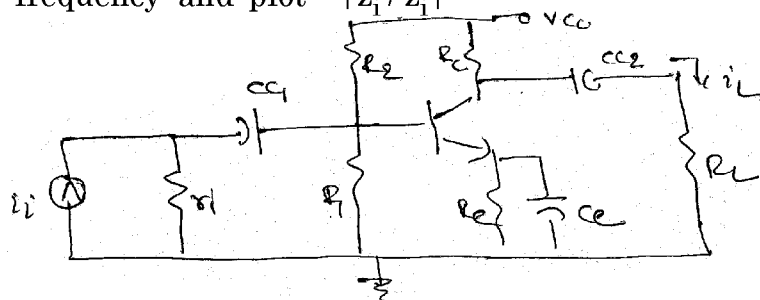 frequency and plot |z₁/z₁|
VCC
R2
RC
CC2
iL
CC1
ii
ri
R1
Re
Ce
RL